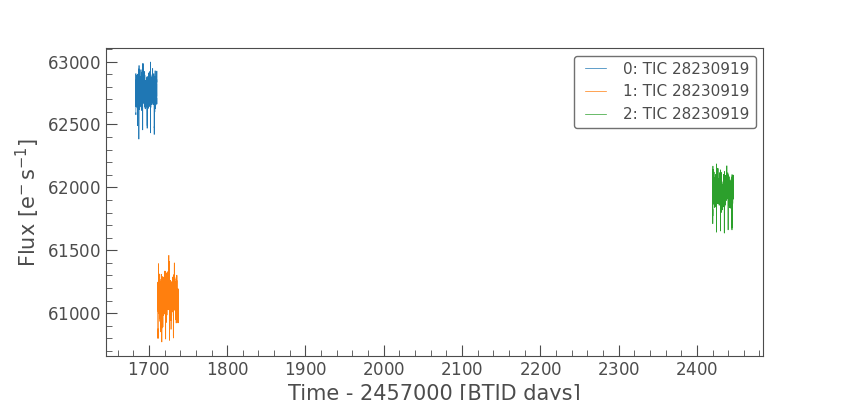 63000
62500
62000
61500
61000
Flux [e⁻ s⁻¹]
0: TIC 28230919
1: TIC 28230919
2: TIC 28230919
1700 1800 1900 2000 2100 2200 2300 2400
Time - 2457000 [BTJD days]